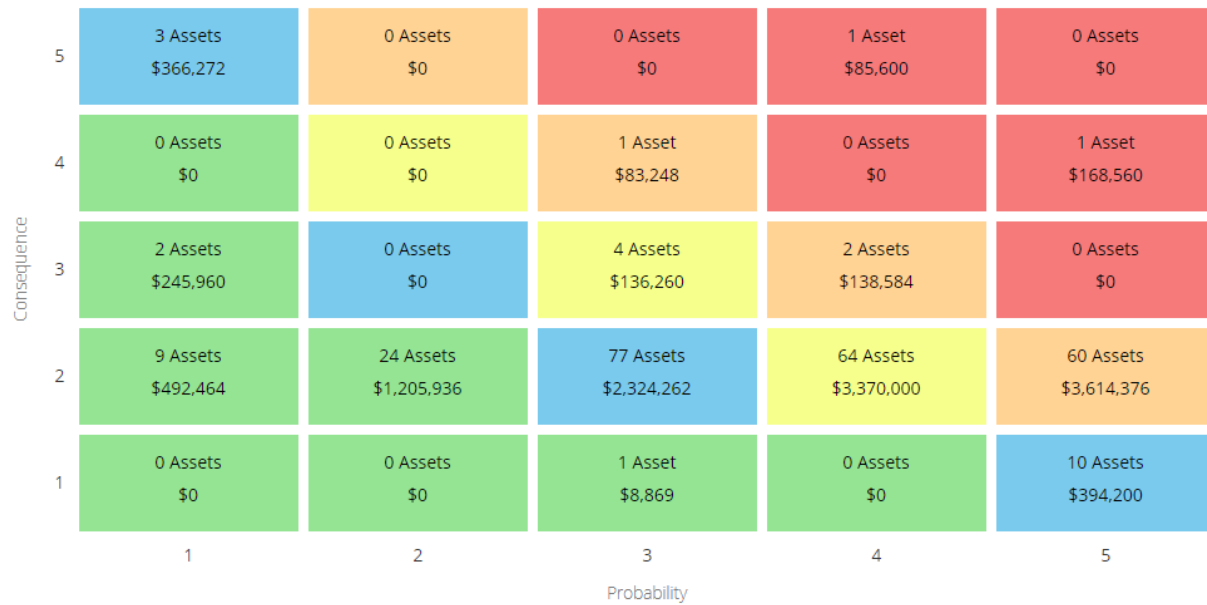 3 Assets 0 Assets 0 Assets 1 Asset 0 Assets
5
$366,272 $0 $0 $85,600 $0
0 Assets 0 Assets 1 Asset 0 Assets 1 Asset
4
$0 $0 $83,248 $0 $168,560
2 Assets 0 Assets 4 Assets 2 Assets 0 Assets
3
$245,960 $0 $136,260 $138,584 $0
Consequence
9 Assets 24 Assets 77 Assets 64 Assets 60 Assets
2
$492,464 $1,205,936 $2,324,262 $3,370,000 $3,614,376
0 Assets 0 Assets 1 Asset 0 Assets 10 Assets
1
$0 $0 $8,869 $0 $394,200
1 2 3 4 5
Probability